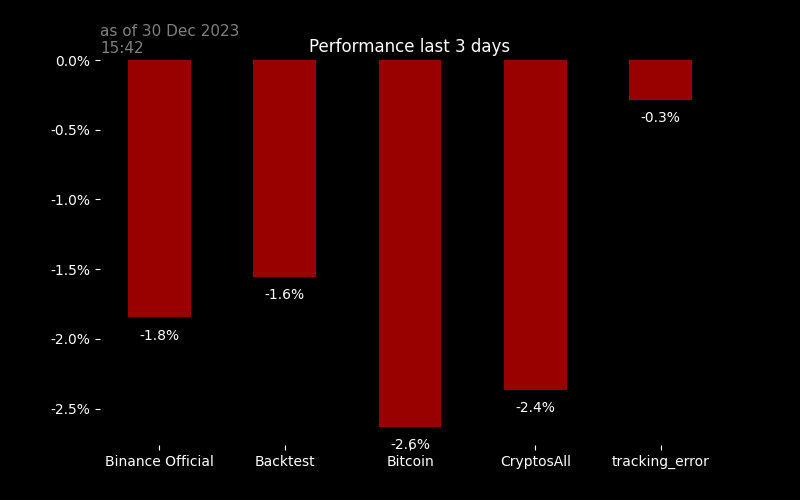 as of 30 Dec 2023
15:42
Performance last 3 days
0.0%
-0.5%
-1.0%
-1.5%
-2.0%
-2.5%
-1.8%
-1.6%
-2.6%
-2.4%
-0.3%
Binance Official
Backtest
Bitcoin
CryptosAll
tracking_error